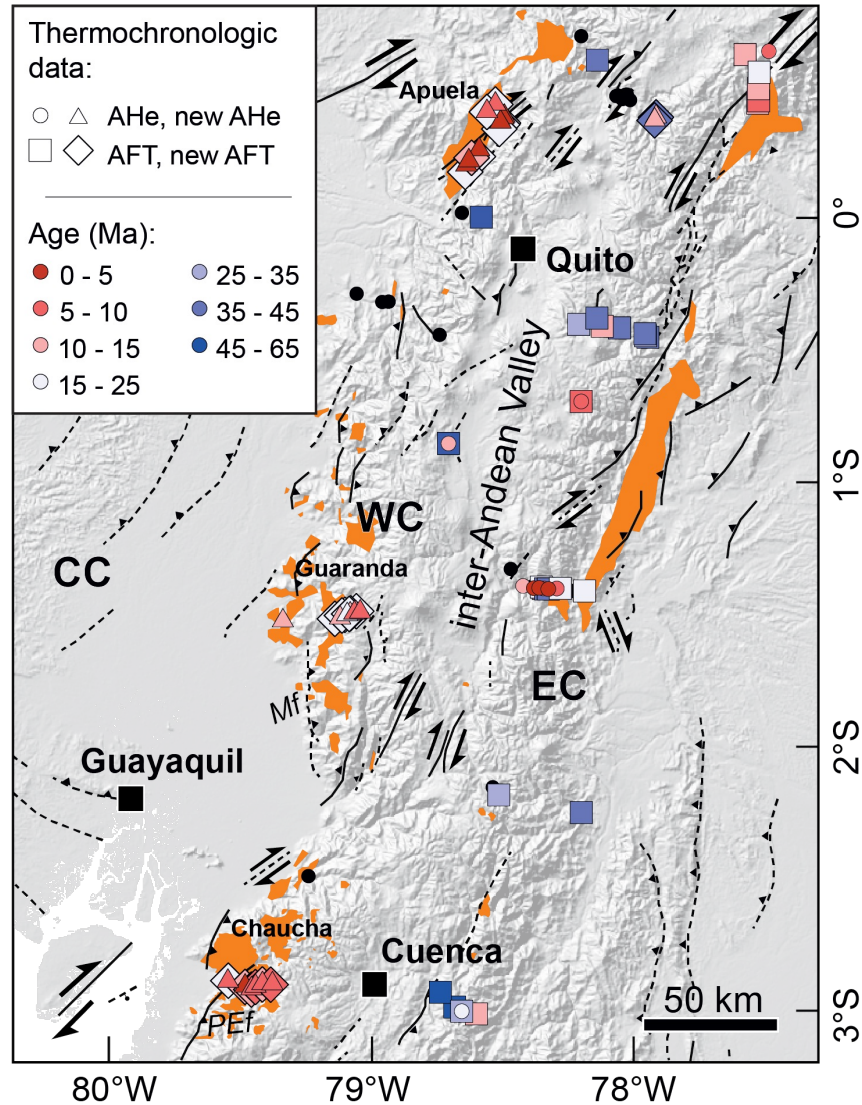 Thermochronologic
data:
AHe, new AHe
AFT, new AFT
Age (Ma):
0 - 5
5 - 10
10 - 15
15 - 25
25 - 35
35 - 45
45 - 65
Apuela
Quito
inter-Andean Valley
WC
CC
Guaranda
EC
Mf
Guayaquil
Chaucha
Cuenca
PEf
50 km
0°
1°S
2°S
3°S
80°W
79°W
78°W